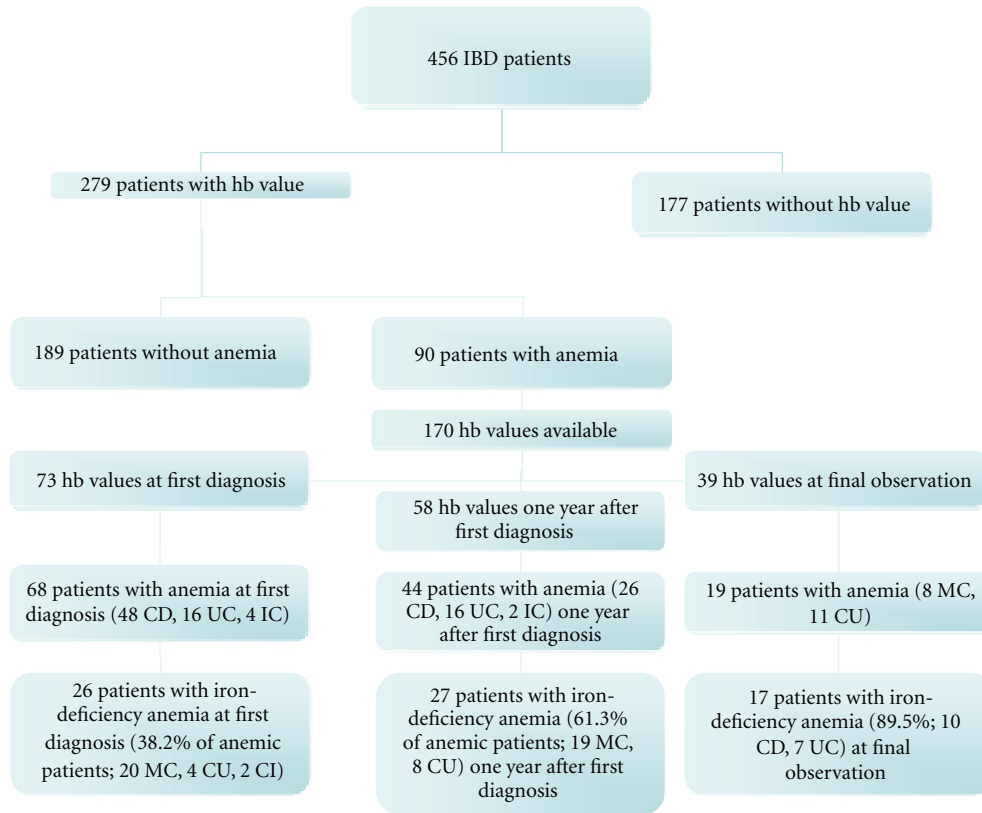 456 IBD patients
279 patients with hb value
177 patients without hb value
189 patients without anemia
90 patients with anemia
170 hb values available
73 hb values at first diagnosis
58 hb values one year after
first diagnosis
39 hb values at final observation
68 patients with anemia at first
diagnosis (48 CD, 16 UC, 4 IC)
44 patients with anemia (26
CD, 16 UC, 2 IC) one year
after first diagnosis
19 patients with anemia (8 MC,
11 CU)
26 patients with iron-
deficiency anemia at first
diagnosis (38.2% of anemic
patients; 20 MC, 4 CU, 2 CI)
27 patients with iron-
deficiency anemia (61.3%
of anemic patients; 19 MC,
8 CU) one year after first
diagnosis
17 patients with iron-
deficiency anemia (89.5%; 10
CD, 7 UC) at final
observation